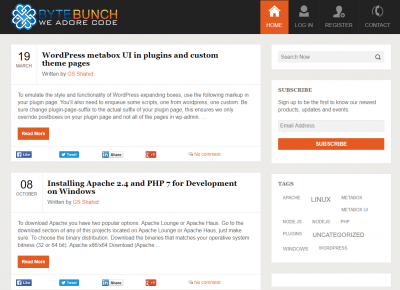 BYTEBUNCH
WE ADORE CODE
HOME
LOG IN
REGISTER
CONTACT
19
MARCH
WordPress metabox UI in plugins and custom
theme pages
Written by GS Shahid
To emulate the style and functionality of WordPress expanding boxes, use the following markup in
your plugin page. You'll also need to enqueue some scripts, one from wordpress, one custom. Be
sure change plugin-page-suffix to the actual suffix of your plugin page, this ensures we only
override postboxes on your plugin page and not all of the pages in wp-admin. ...
Read More
Like
Tweet
Share
+1
No comment
08
OCTOBER
Installing Apache 2.4 and PHP 7 for Development
on Windows
Written by GS Shahid
To download Apache you have two popular options: Apache Lounge or Apache Haus. Go to the
download section of any of this projects located on Apache Lounge or Apache Haus, just make
sure. To choose the binary distribution. Download the binaries that matches your operative system
bitness (32 or 64 bit). Apache x86/x64 Download (Apache ...
Read More
Like
Tweet
Share
+1
No comment
Search Now
SUBSCRIBE
Sign up to be the first to know our newest
products, updates and events.
Email Address
SUBSCRIBE
TAGS
APACHE
LINUX
METABOX
METABOX UI
NODE.JS
NODEJS
PHP
PLUGINS
UNCATEGORIZED
WINDOWS
WORDPRESS